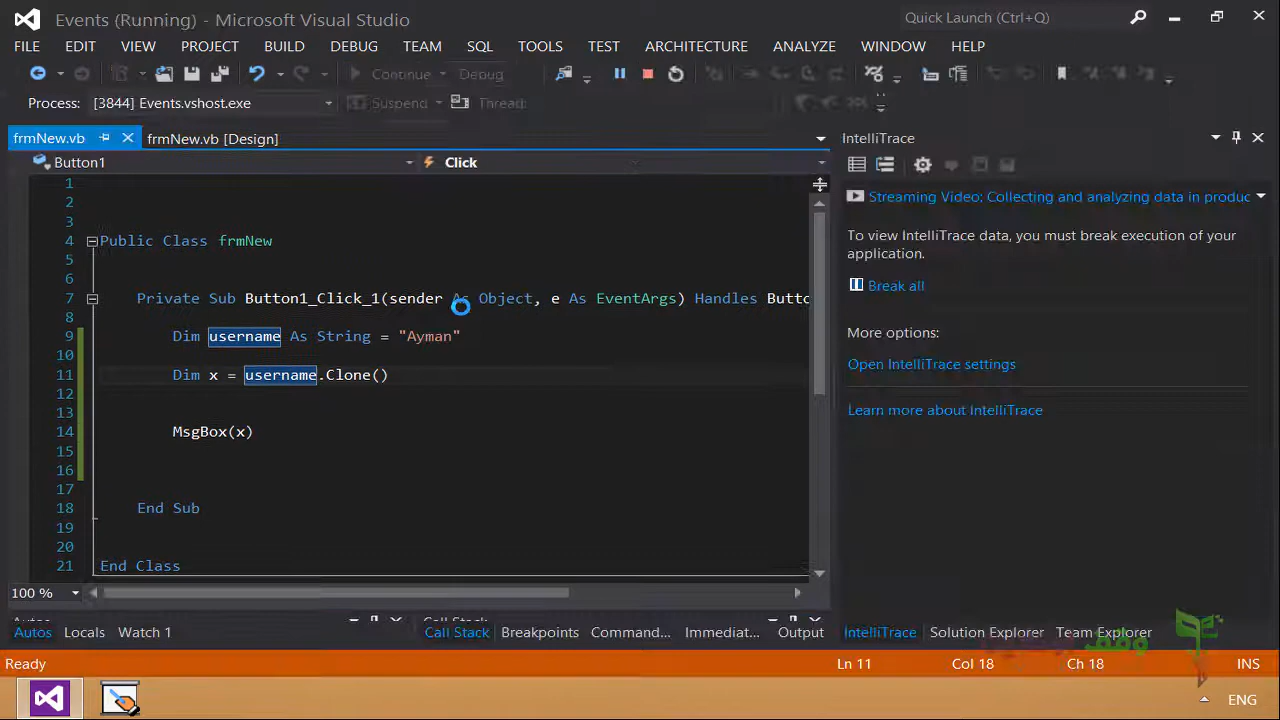 Events (Running) - Microsoft Visual Studio
Quick Launch (Ctrl+Q)
FILE EDIT VIEW PROJECT BUILD DEBUG TEAM SQL TOOLS TEST ARCHITECTURE ANALYZE WINDOW HELP
Continue Debug
Process: [3844] Events.vshost.exe Suspend Thread:
frmNew.vb frmNew.vb [Design]
IntelliTrace
Button1 Click
Streaming Video: Collecting and analyzing data in produc
To view IntelliTrace data, you must break execution of your
application.
Break all
More options:
Open IntelliTrace settings
Learn more about IntelliTrace
1
2
3
4 Public Class frmNew
5
6
7 Private Sub Button1_Click_1(sender As Object, e As EventArgs) Handles Butto
8
9 Dim username As String = "Ayman"
10
11 Dim x = username.Clone()
12
13
14 MsgBox(x)
15
16
17
18 End Sub
19
20
21 End Class
100 %
Autos Locals Watch 1
Call Stack Breakpoints Command... Immediat... Output
IntelliTrace Solution Explorer Team Explorer
وقف
Ready Ln 11 Col 18 Ch 18 INS
ENG